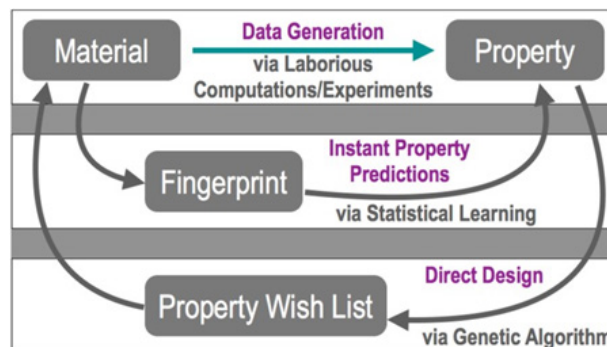 Material
Data Generation
via Laborious
Computations/Experiments
Property
Fingerprint
Instant Property
Predictions
via Statistical Learning
Property Wish List
Direct Design
via Genetic Algorithm